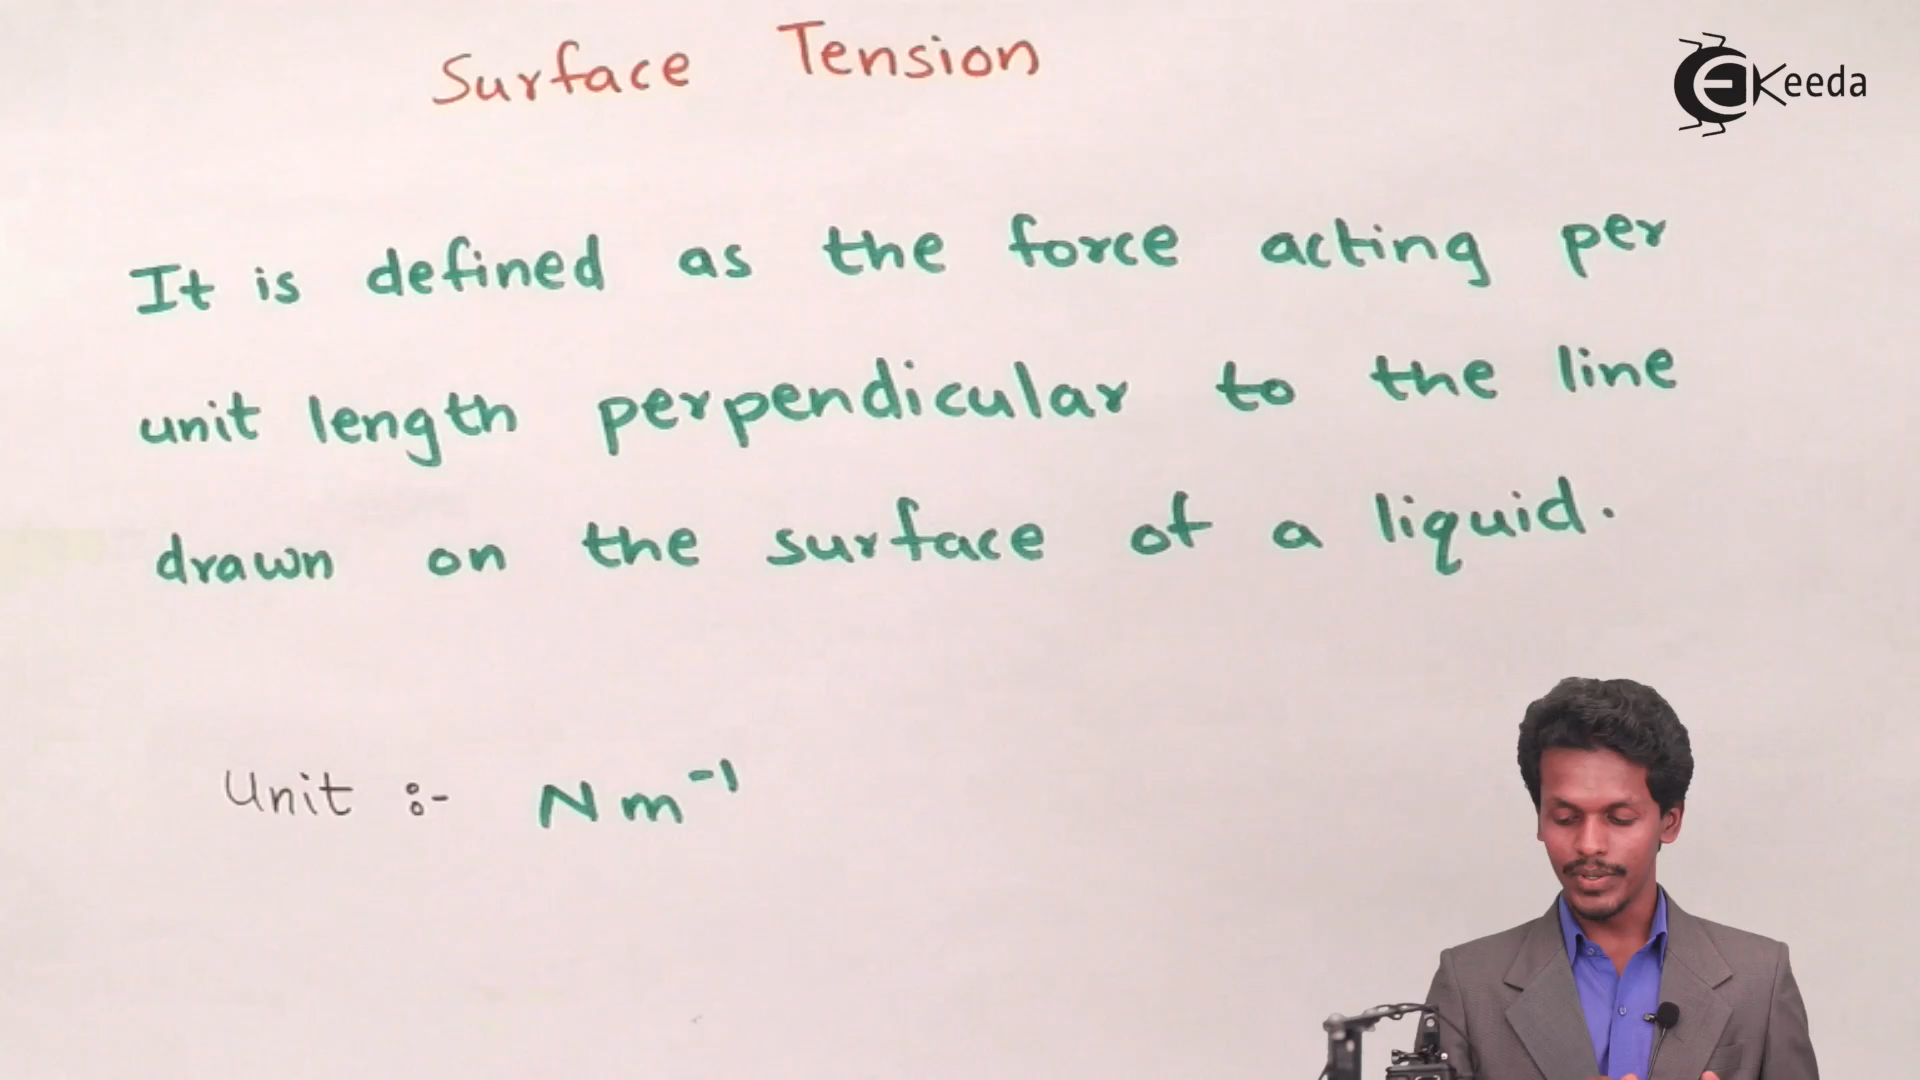 Surface Tension
EKeeda
It is defined as the force acting per
unit length perpendicular to the line
drawn on the surface of a liquid.
Unit :- Nm⁻¹